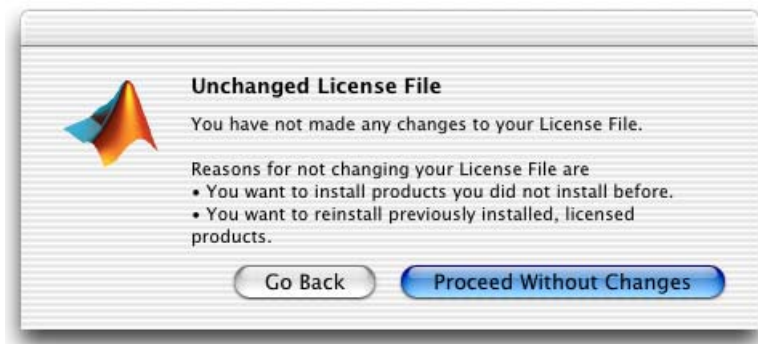 Unchanged License File
You have not made any changes to your License File.
Reasons for not changing your License File are
• You want to install products you did not install before.
• You want to reinstall previously installed, licensed
products.
Go Back
Proceed Without Changes